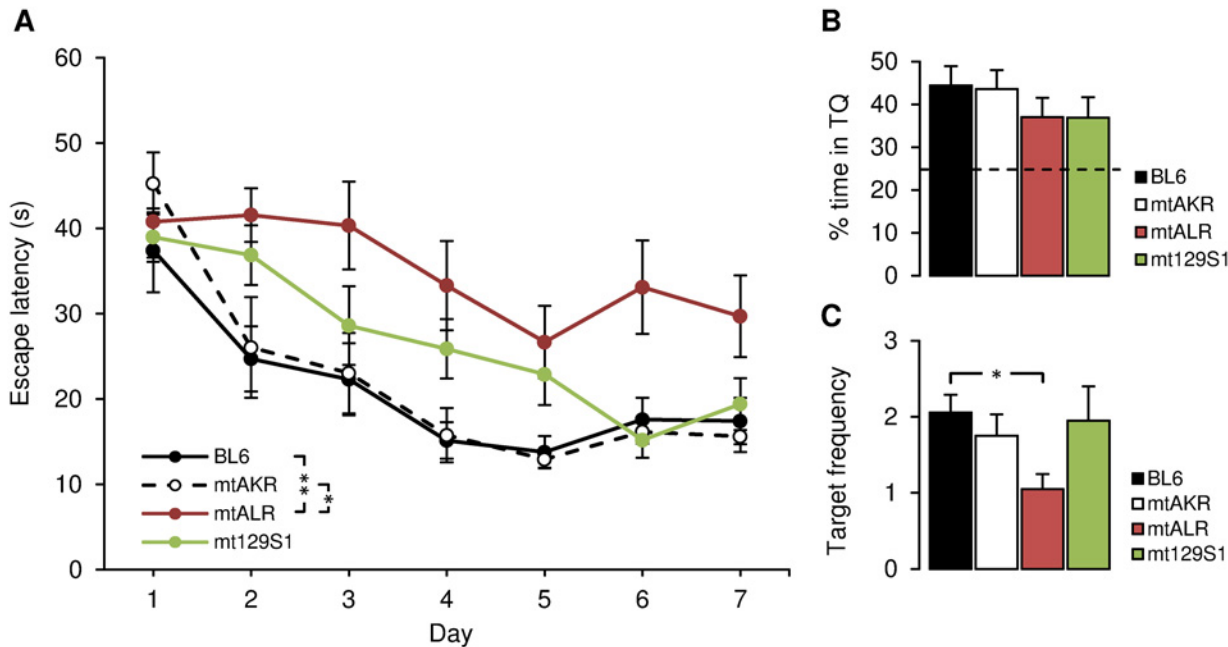 A
60
50
40
30
20
10
0
Escape latency (s)
BL6
mtAKR
mtALR
mt129S1
**
*
1 2 3 4 5 6 7
Day
B
50
40
30
20
10
0
% time in TQ
BL6
mtAKR
mtALR
mt129S1
C
3
2
1
0
Target frequency
*
BL6
mtAKR
mtALR
mt129S1